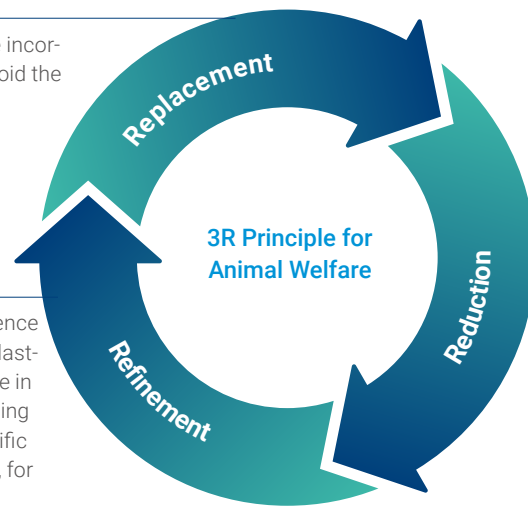 incor-
oid the
Replacement
3R Principle for
Animal Welfare
Reduction
Refinement
ence
last-
e in
ing
ific
, for